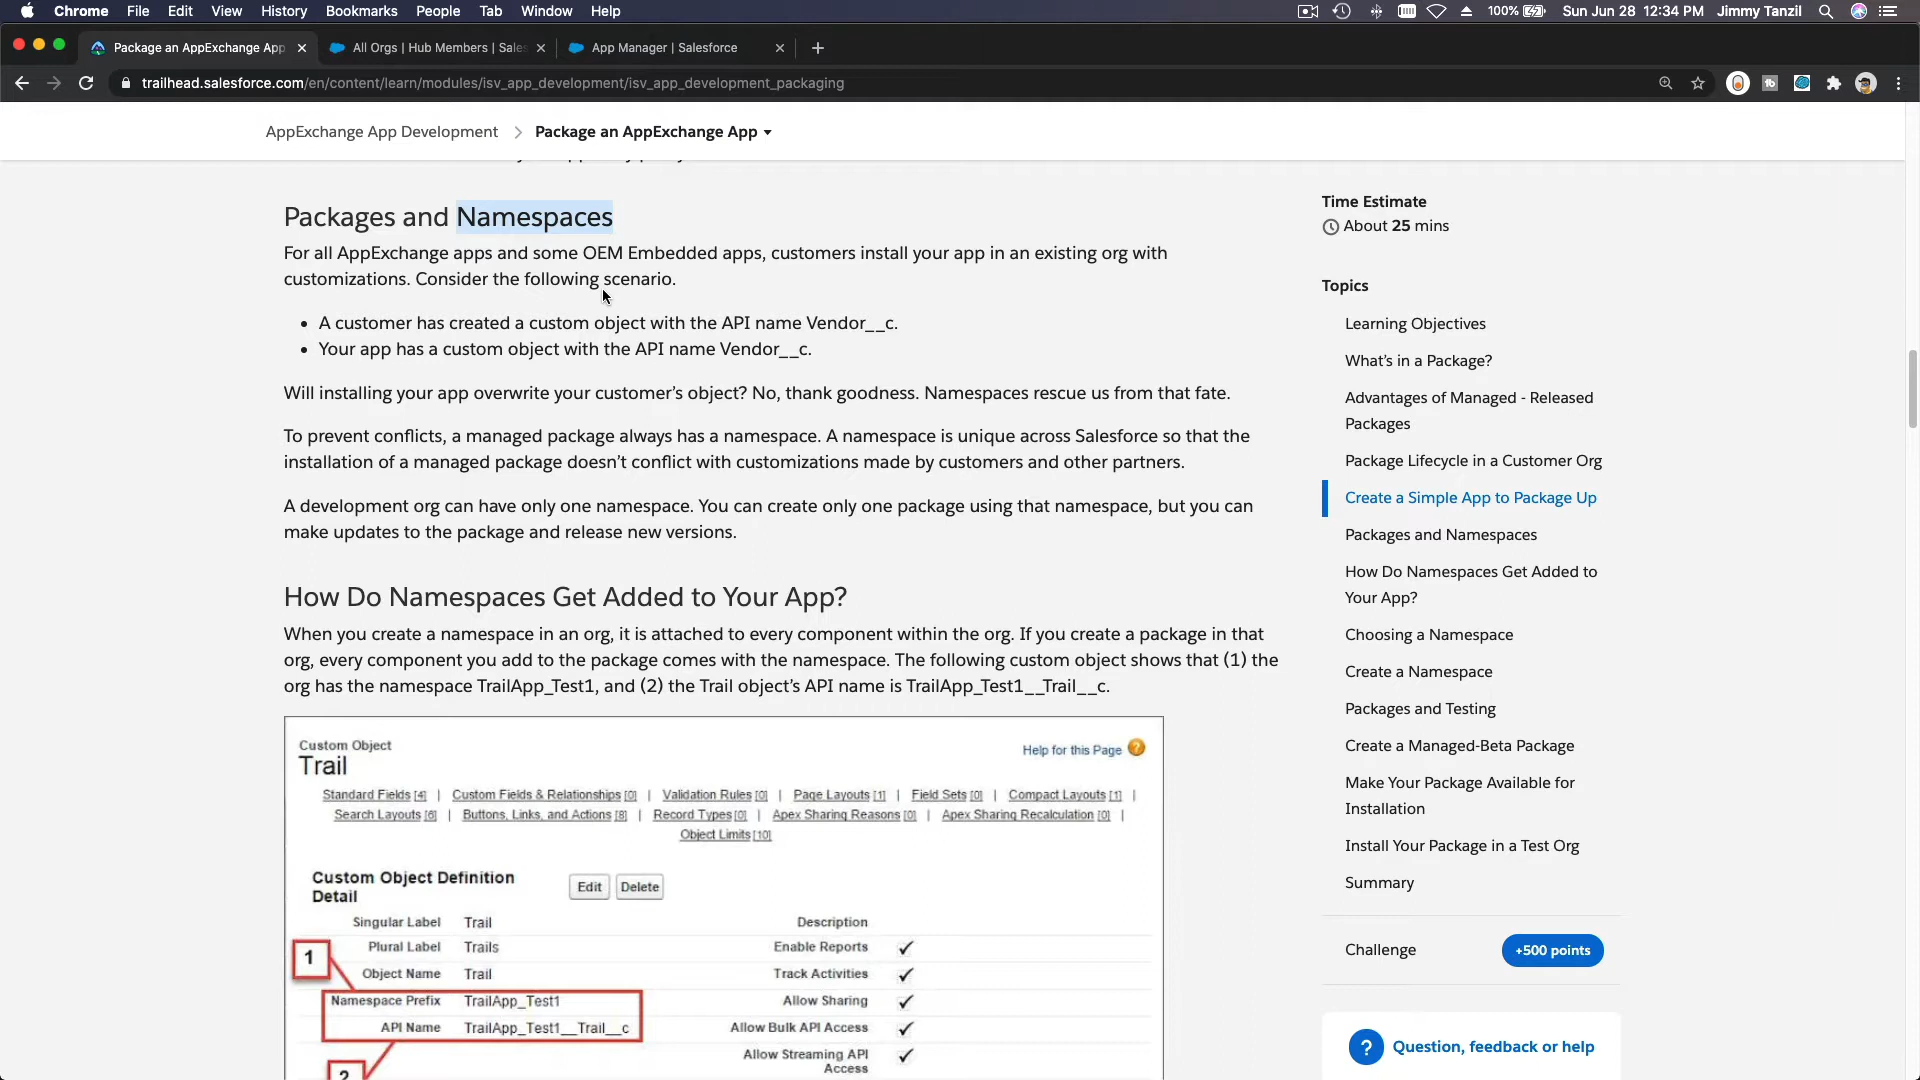 Chrome File Edit View History Bookmarks People Tab Window Help 100% Sun Jun 28 12:34 PM Jimmy Tanzil
Package an AppExchange App All Orgs | Hub Members | Sales App Manager | Salesforce
trailhead.salesforce.com/en/content/learn/modules/isv_app_development/isv_app_development_packaging
AppExchange App Development Package an AppExchange App
Packages and Namespaces
For all AppExchange apps and some OEM Embedded apps, customers install your app in an existing org with
customizations. Consider the following scenario.
• A customer has created a custom object with the API name Vendor__c.
• Your app has a custom object with the API name Vendor__c.
Will installing your app overwrite your customer's object? No, thank goodness. Namespaces rescue us from that fate.
To prevent conflicts, a managed package always has a namespace. A namespace is unique across Salesforce so that the
installation of a managed package doesn't conflict with customizations made by customers and other partners.
A development org can have only one namespace. You can create only one package using that namespace, but you can
make updates to the package and release new versions.
How Do Namespaces Get Added to Your App?
When you create a namespace in an org, it is attached to every component within the org. If you create a package in that
org, every component you add to the package comes with the namespace. The following custom object shows that (1) the
org has the namespace TrailApp_Test1, and (2) the Trail object's API name is TrailApp_Test1__Trail__c.
Custom Object
Trail
Help for this Page ?
Standard Fields [4] | Custom Fields & Relationships [0] | Validation Rules [0] | Page Layouts [1] | Field Sets [0] | Compact Layouts [1] |
Search Layouts [6] | Buttons, Links, and Actions [8] | Record Types [0] | Apex Sharing Reasons [0] | Apex Sharing Recalculation [0] |
Object Limits [10]
Custom Object Definition
Detail
Edit Delete
Singular Label Trail Description
Plural Label Trails Enable Reports ✓
Object Name Trail Track Activities ✓
Namespace Prefix TrailApp_Test1 Allow Sharing ✓
API Name TrailApp_Test1__Trail__c Allow Bulk API Access ✓
Allow Streaming API
Access ✓
1
2
Time Estimate
About 25 mins
Topics
Learning Objectives
What's in a Package?
Advantages of Managed - Released
Packages
Package Lifecycle in a Customer Org
Create a Simple App to Package Up
Packages and Namespaces
How Do Namespaces Get Added to
Your App?
Choosing a Namespace
Create a Namespace
Packages and Testing
Create a Managed-Beta Package
Make Your Package Available for
Installation
Install Your Package in a Test Org
Summary
Challenge +500 points
? Question, feedback or help